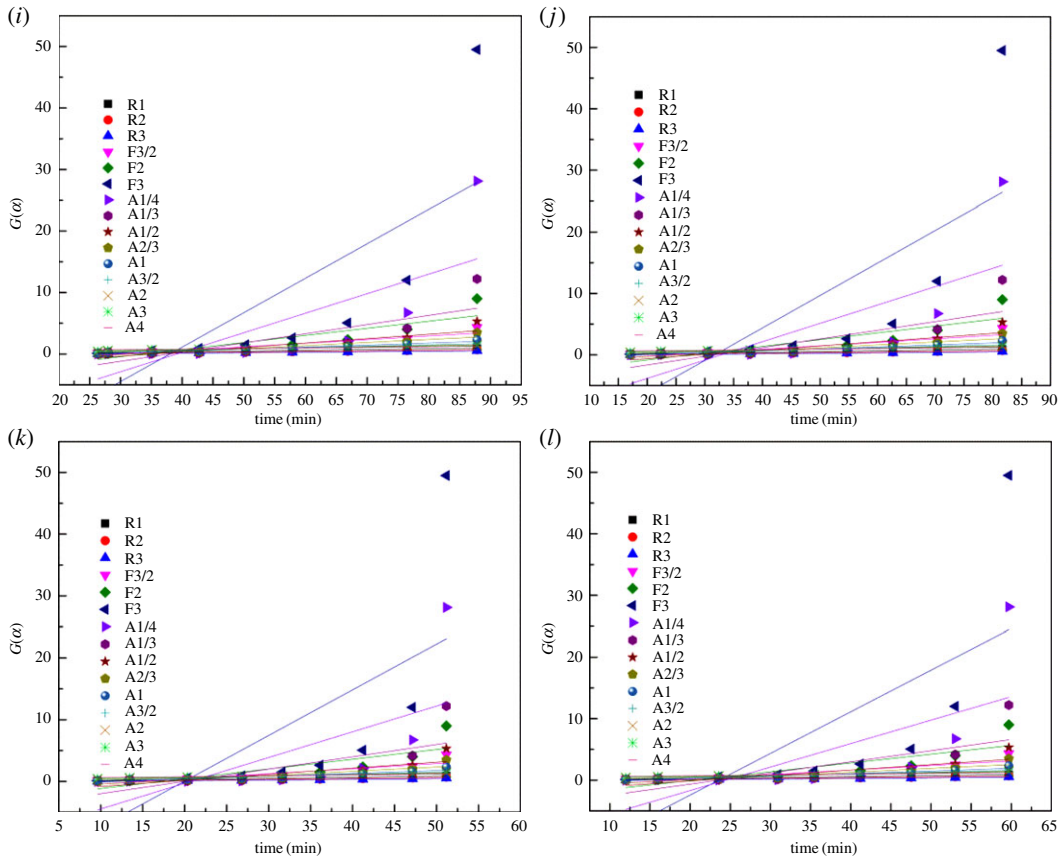 (i)
50
40
30
20
10
0
G(α)
R1
R2
R3
F3/2
F2
F3
A1/4
A1/3
A1/2
A2/3
A1
A3/2
A2
A3
A4
20 25 30 35 40 45 50 55 60 65 70 75 80 85 90 95
time (min)
(j)
50
40
30
20
10
0
G(α)
R1
R2
R3
F3/2
F2
F3
A1/4
A1/3
A1/2
A2/3
A1
A3/2
A2
A3
A4
10 15 20 25 30 35 40 45 50 55 60 65 70 75 80 85 90
time (min)
(k)
50
40
30
20
10
0
G(α)
R1
R2
R3
F3/2
F2
F3
A1/4
A1/3
A1/2
A2/3
A1
A3/2
A2
A3
A4
5 10 15 20 25 30 35 40 45 50 55 60
time (min)
(l)
50
40
30
20
10
0
G(α)
R1
R2
R3
F3/2
F2
F3
A1/4
A1/3
A1/2
A2/3
A1
A3/2
A2
A3
A4
10 15 20 25 30 35 40 45 50 55 60 65
time (min)